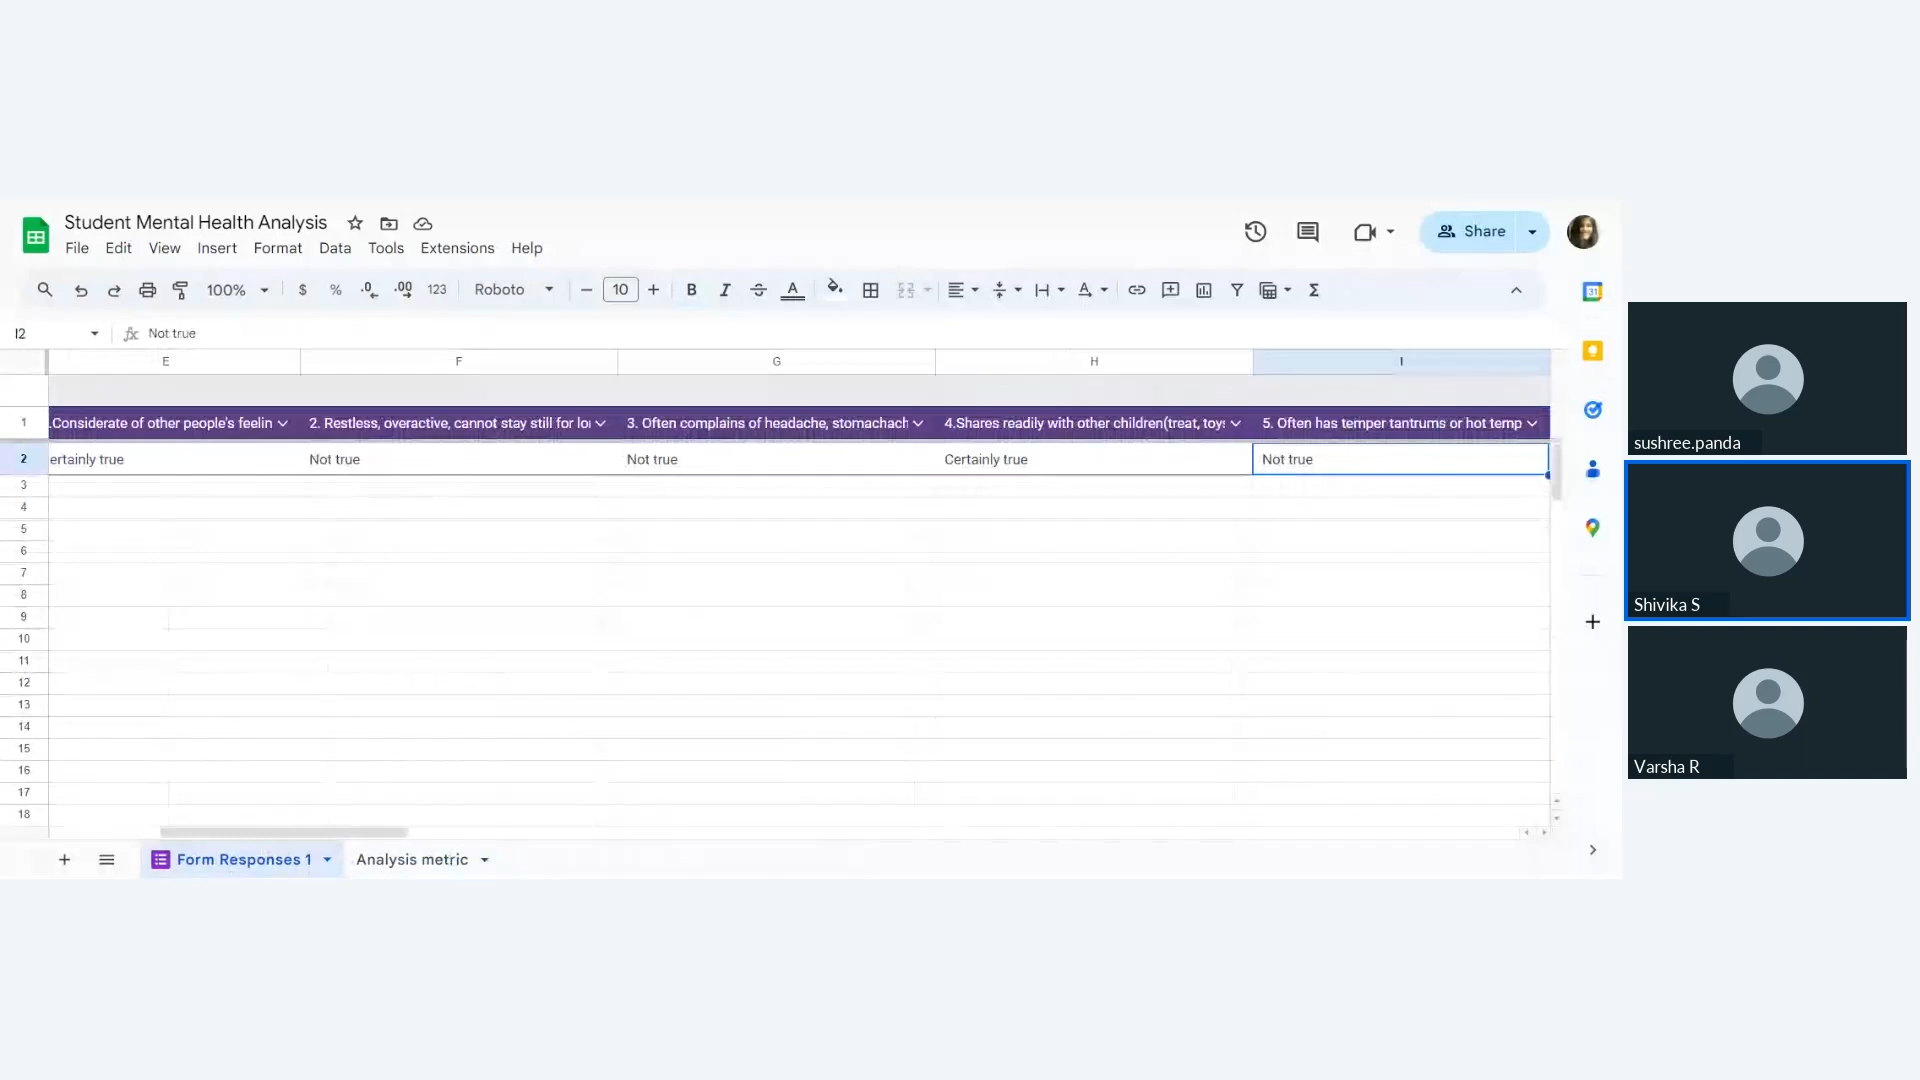 Student Mental Health Analysis
File Edit View Insert Format Data Tools Extensions Help
Share
100% $ % .0 .00 123 Roboto 10 B I A
I2 fx Not true
E F G H I
1 .Considerate of other people's feelin 2. Restless, overactive, cannot stay still for lo 3. Often complains of headache, stomachach 4.Shares readily with other children(treat, toys 5. Often has temper tantrums or hot temp
2 ertainly true Not true Not true Certainly true Not true
3
4
5
6
7
8
9
10
11
12
13
14
15
16
17
18
Form Responses 1 Analysis metric
31
sushree.panda
Shivika S
Varsha R